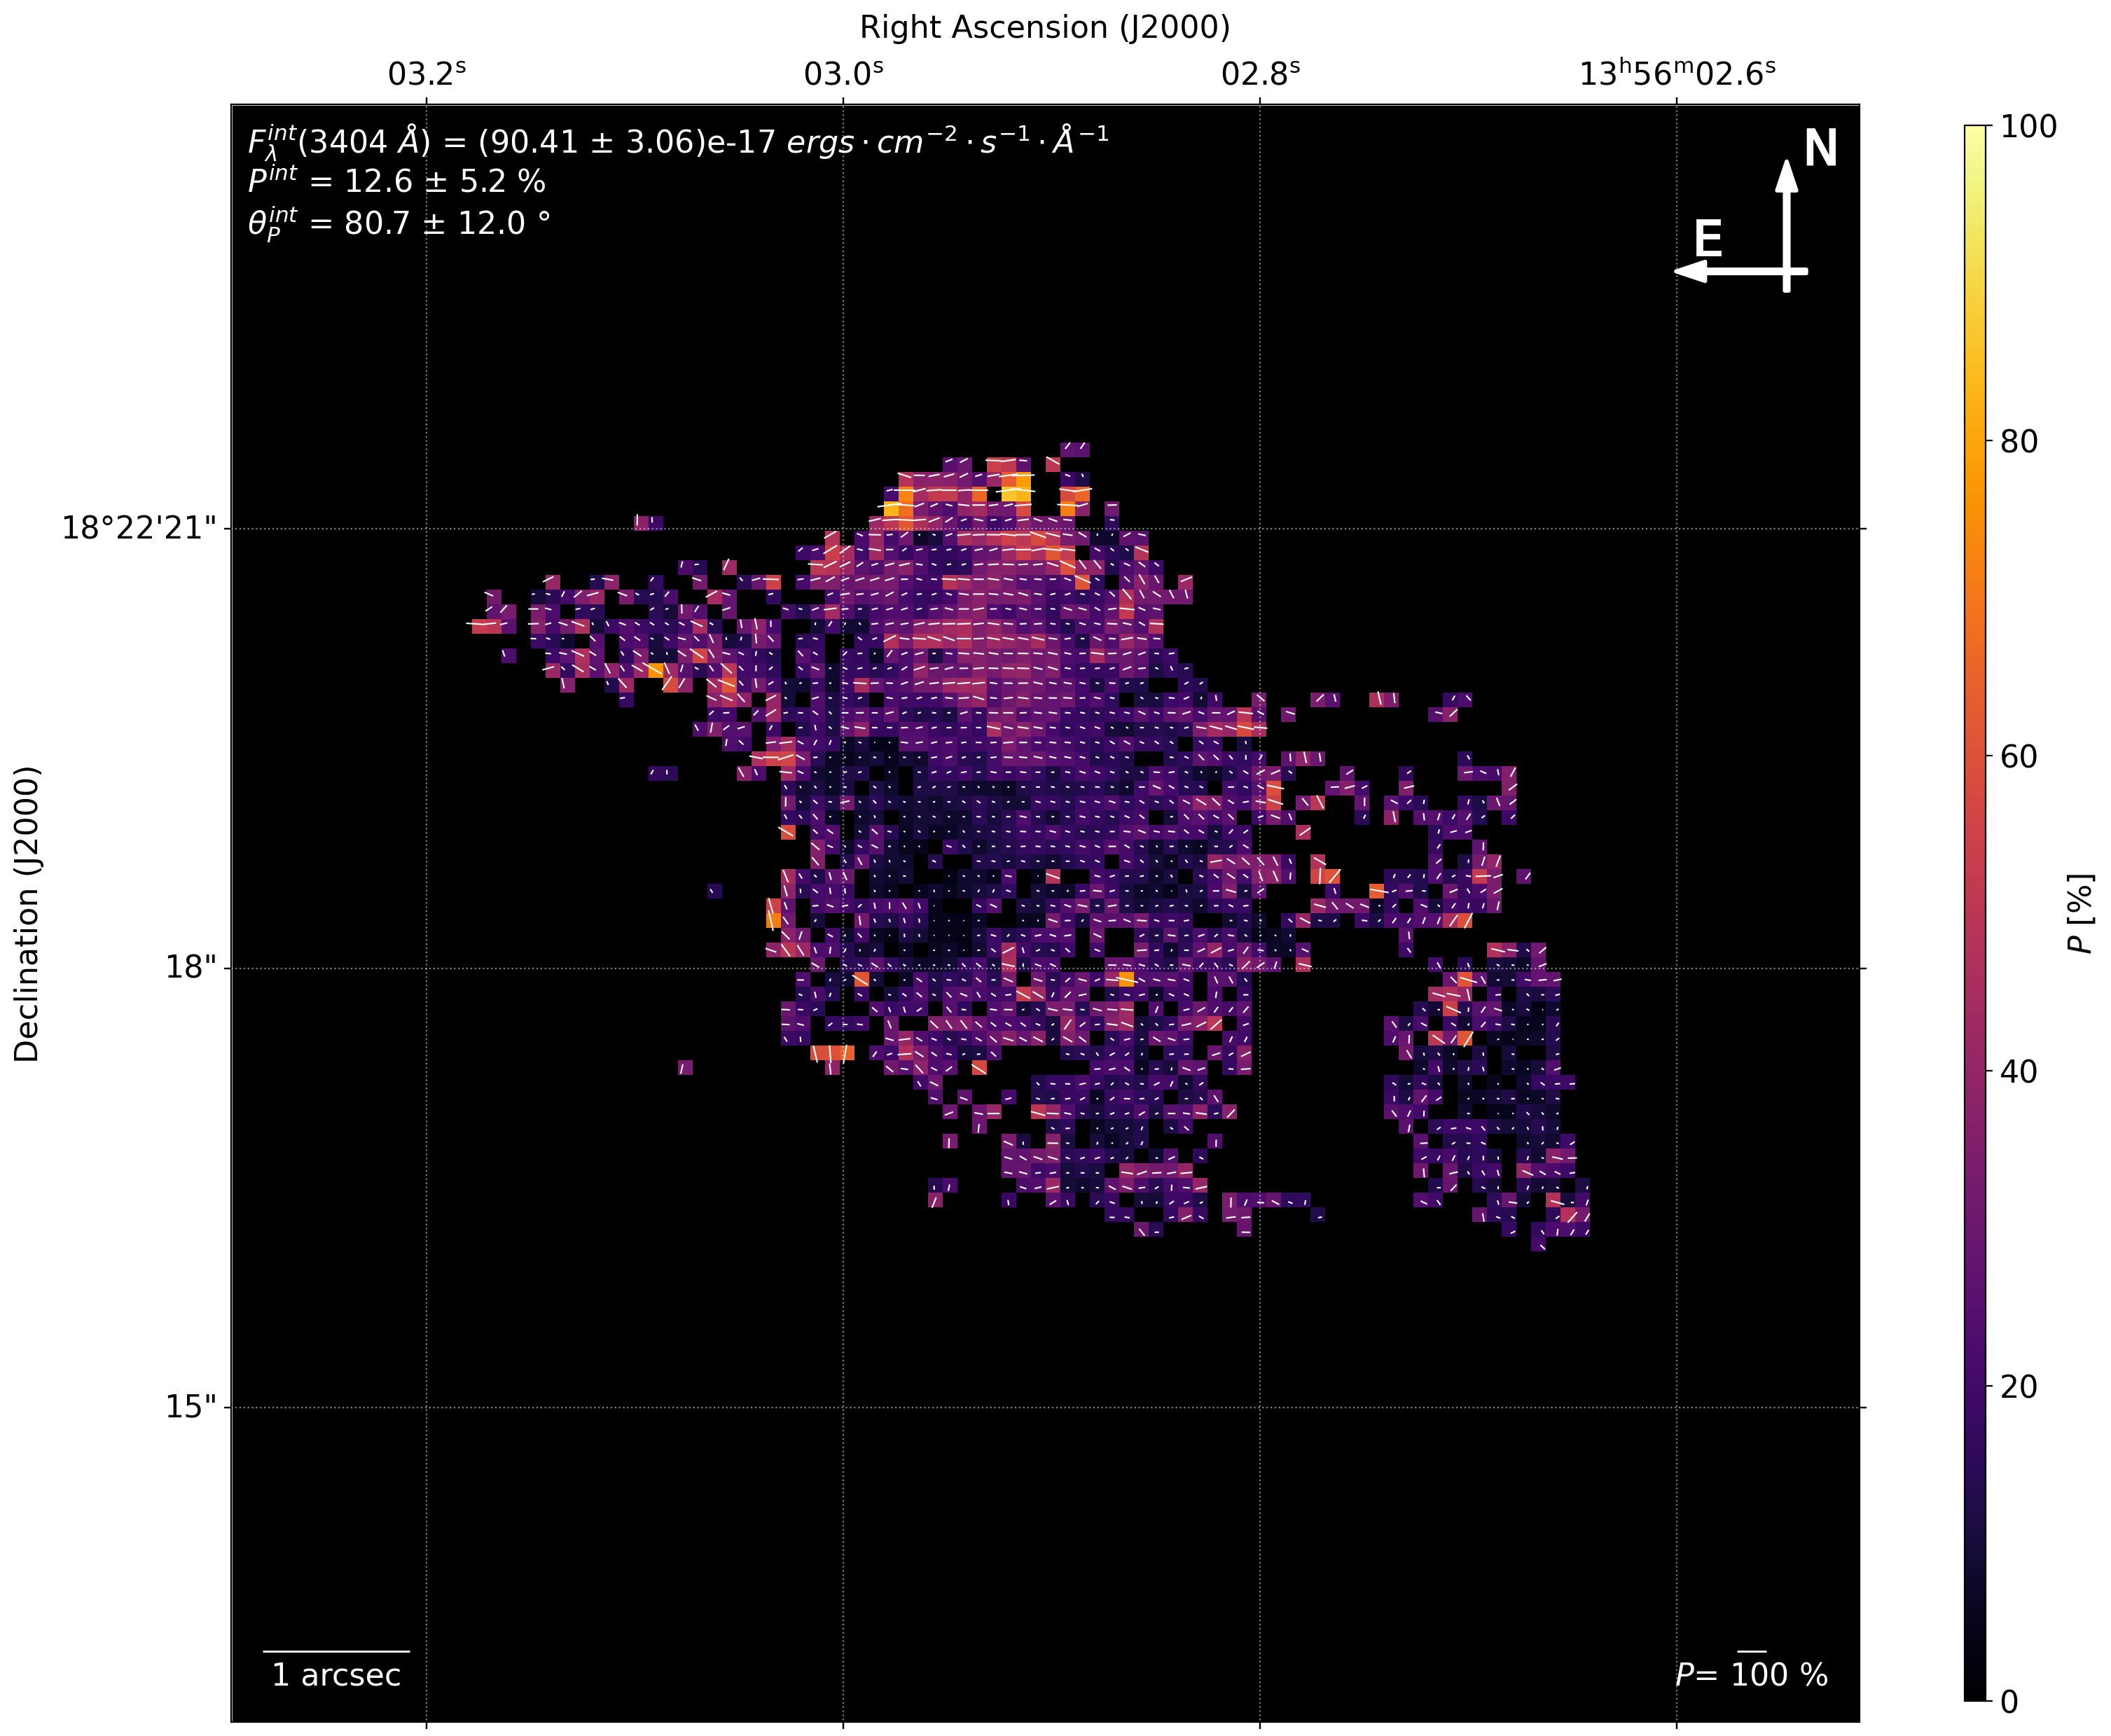 Right Ascension (J2000)
03.2ˢ 03.0ˢ 02.8ˢ 13ʰ56ᵐ02.6ˢ
F_λ^int(3404 Å) = (90.41 ± 3.06)e-17 ergs · cm⁻² · s⁻¹ · Å⁻¹
P^int = 12.6 ± 5.2 %
θ_P^int = 80.7 ± 12.0 °
N
E
18°22'21"
18"
15"
Declination (J2000)
1 arcsec
P= 100 %
100
80
60
40
20
0
P [%]